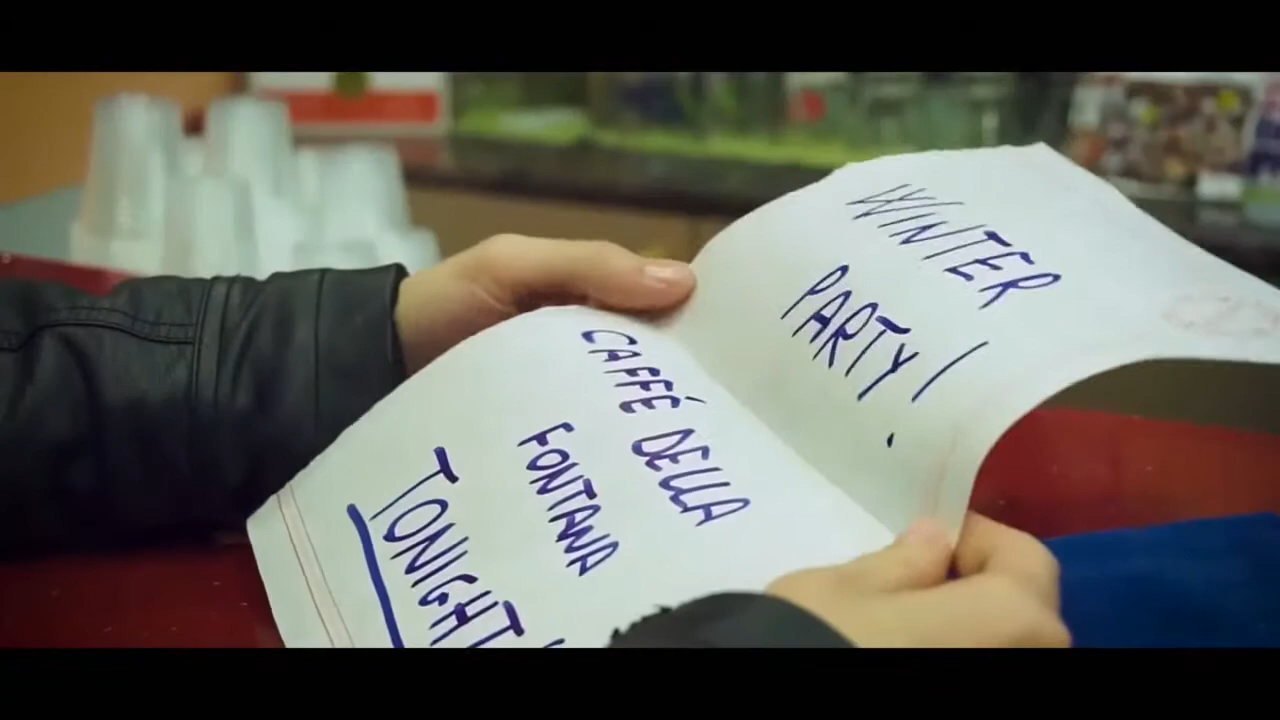 WINTER
PARTY!
CAFFÉ DELLA
FONTANA
TONIGHT!